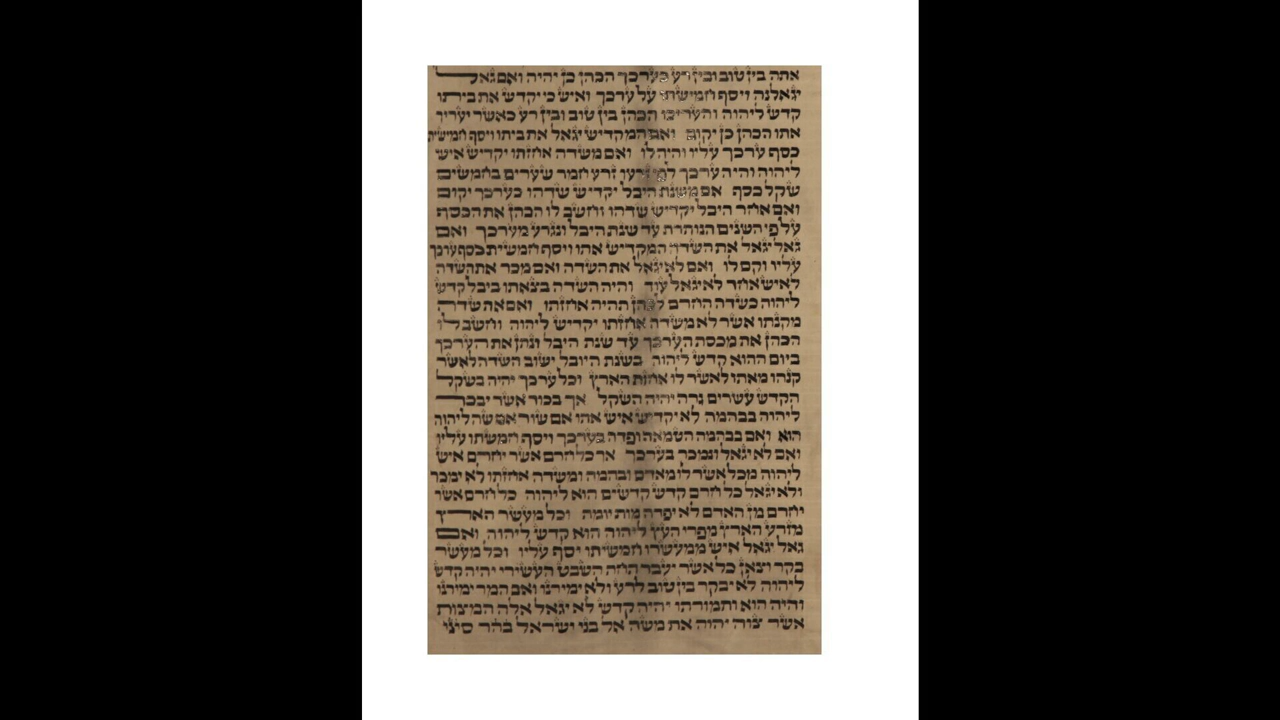 אתה בין טוב ובין רע כערכך הכהן כן יהיה ואם גאל
יגאלנה ויסף חמישתו על ערכך ואיש כי יקדש את ביתו
קדש ליהוה והעריכו הכהן בין טוב ובין רע כאשר יעריך
אתו הכהן כן יקום ואם המקדיש יגאל את ביתו ויסף חמישית
כסף ערכך עליו והיה לו ואם משדה אחזתו יקדיש איש
ליהוה והיה ערכך לפי זרעו זרע חמר שערים בחמשים
שקל כסף אם משנת היבל יקדיש שדהו כערכך יקום
ואם אחר היבל יקדיש שדהו וחשב לו הכהן את הכסף
על פי השנים הנותרת עד שנת היבל ונגרע מערכך ואם
גאל יגאל את השדה המקדיש אתו ויסף חמשית כסף ערכך
עליו וקם לו ואם לא יגאל את השדה ואם מכר את השדה
לאיש אחר לא יגאל עוד והיה השדה בצאתו ביבל קדש
ליהוה כשדה החרם לכהן תהיה אחזתו ואם את שדה
מקנתו אשר לא משדה אחזתו יקדיש ליהוה וחשב לו
הכהן את מכסת הערכך עד שנת היבל ונתן את הערכך
ביום ההוא קדש ליהוה בשנת היובל ישוב השדה לאשר
קנהו מאתו לאשר לו אחזת הארץ וכל ערכך יהיה בשקל
הקדש עשרים גרה יהיה השקל אך בכור אשר יבכר
ליהוה בבהמה לא יקדיש איש אתו אם שור אם שה ליהוה
הוא ואם בבהמה הטמאה ופדה בערכך ויסף חמשתו עליו
ואם לא יגאל ונמכר בערכך אך כל חרם אשר יחרם איש
ליהוה מכל אשר לו מאדם ובהמה ומשדה אחזתו לא ימכר
ולא יגאל כל חרם קדש קדשים הוא ליהוה כל חרם אשר
יחרם מן האדם לא יפדה מות יומת וכל מעשר הארץ
מזרע הארץ מפרי העץ ליהוה הוא קדש ליהוה ואם
גאל יגאל איש ממעשרו חמשיתו יסף עליו וכל מעשר
בקר וצאן כל אשר יעבר תחת השבט העשירי יהיה קדש
ליהוה לא יבקר בין טוב לרע ולא ימירנו ואם המר ימירנו
והיה הוא ותמורתו יהיה קדש לא יגאל אלה המצות
אשר צוה יהוה את משה אל בני ישראל בהר סיני